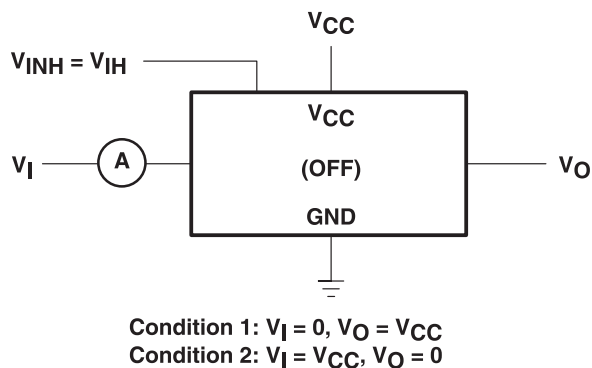 VCC
VINH = VIH
VCC
VI
A
(OFF)
VO
GND
Condition 1: VI = 0, VO = VCC
Condition 2: VI = VCC, VO = 0